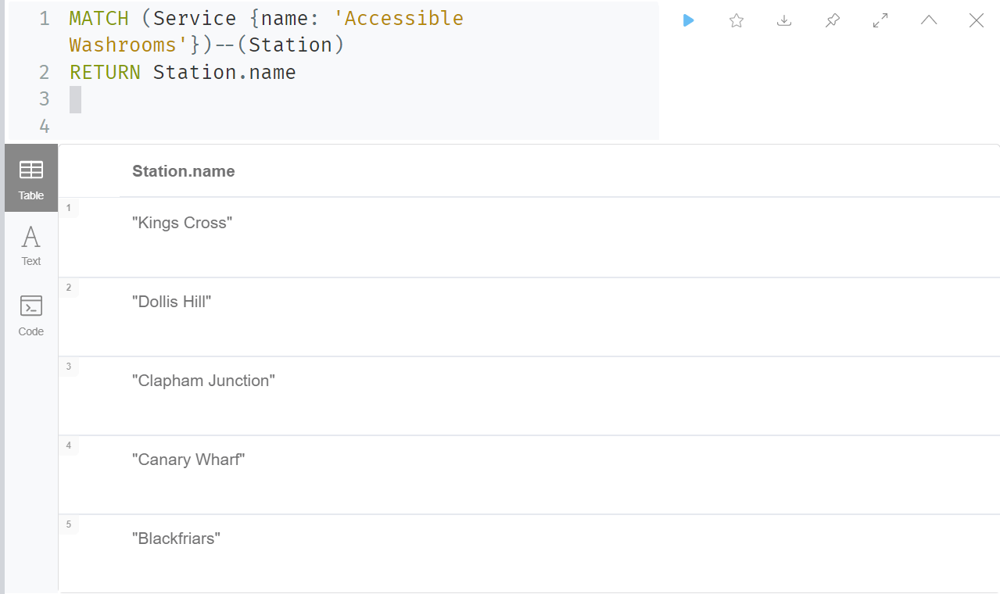 1 MATCH (Service {name: 'Accessible
Washrooms'})--(Station)
2 RETURN Station.name
3
4
Table
Text
Code
Station.name
1 "Kings Cross"
2 "Dollis Hill"
3 "Clapham Junction"
4 "Canary Wharf"
5 "Blackfriars"